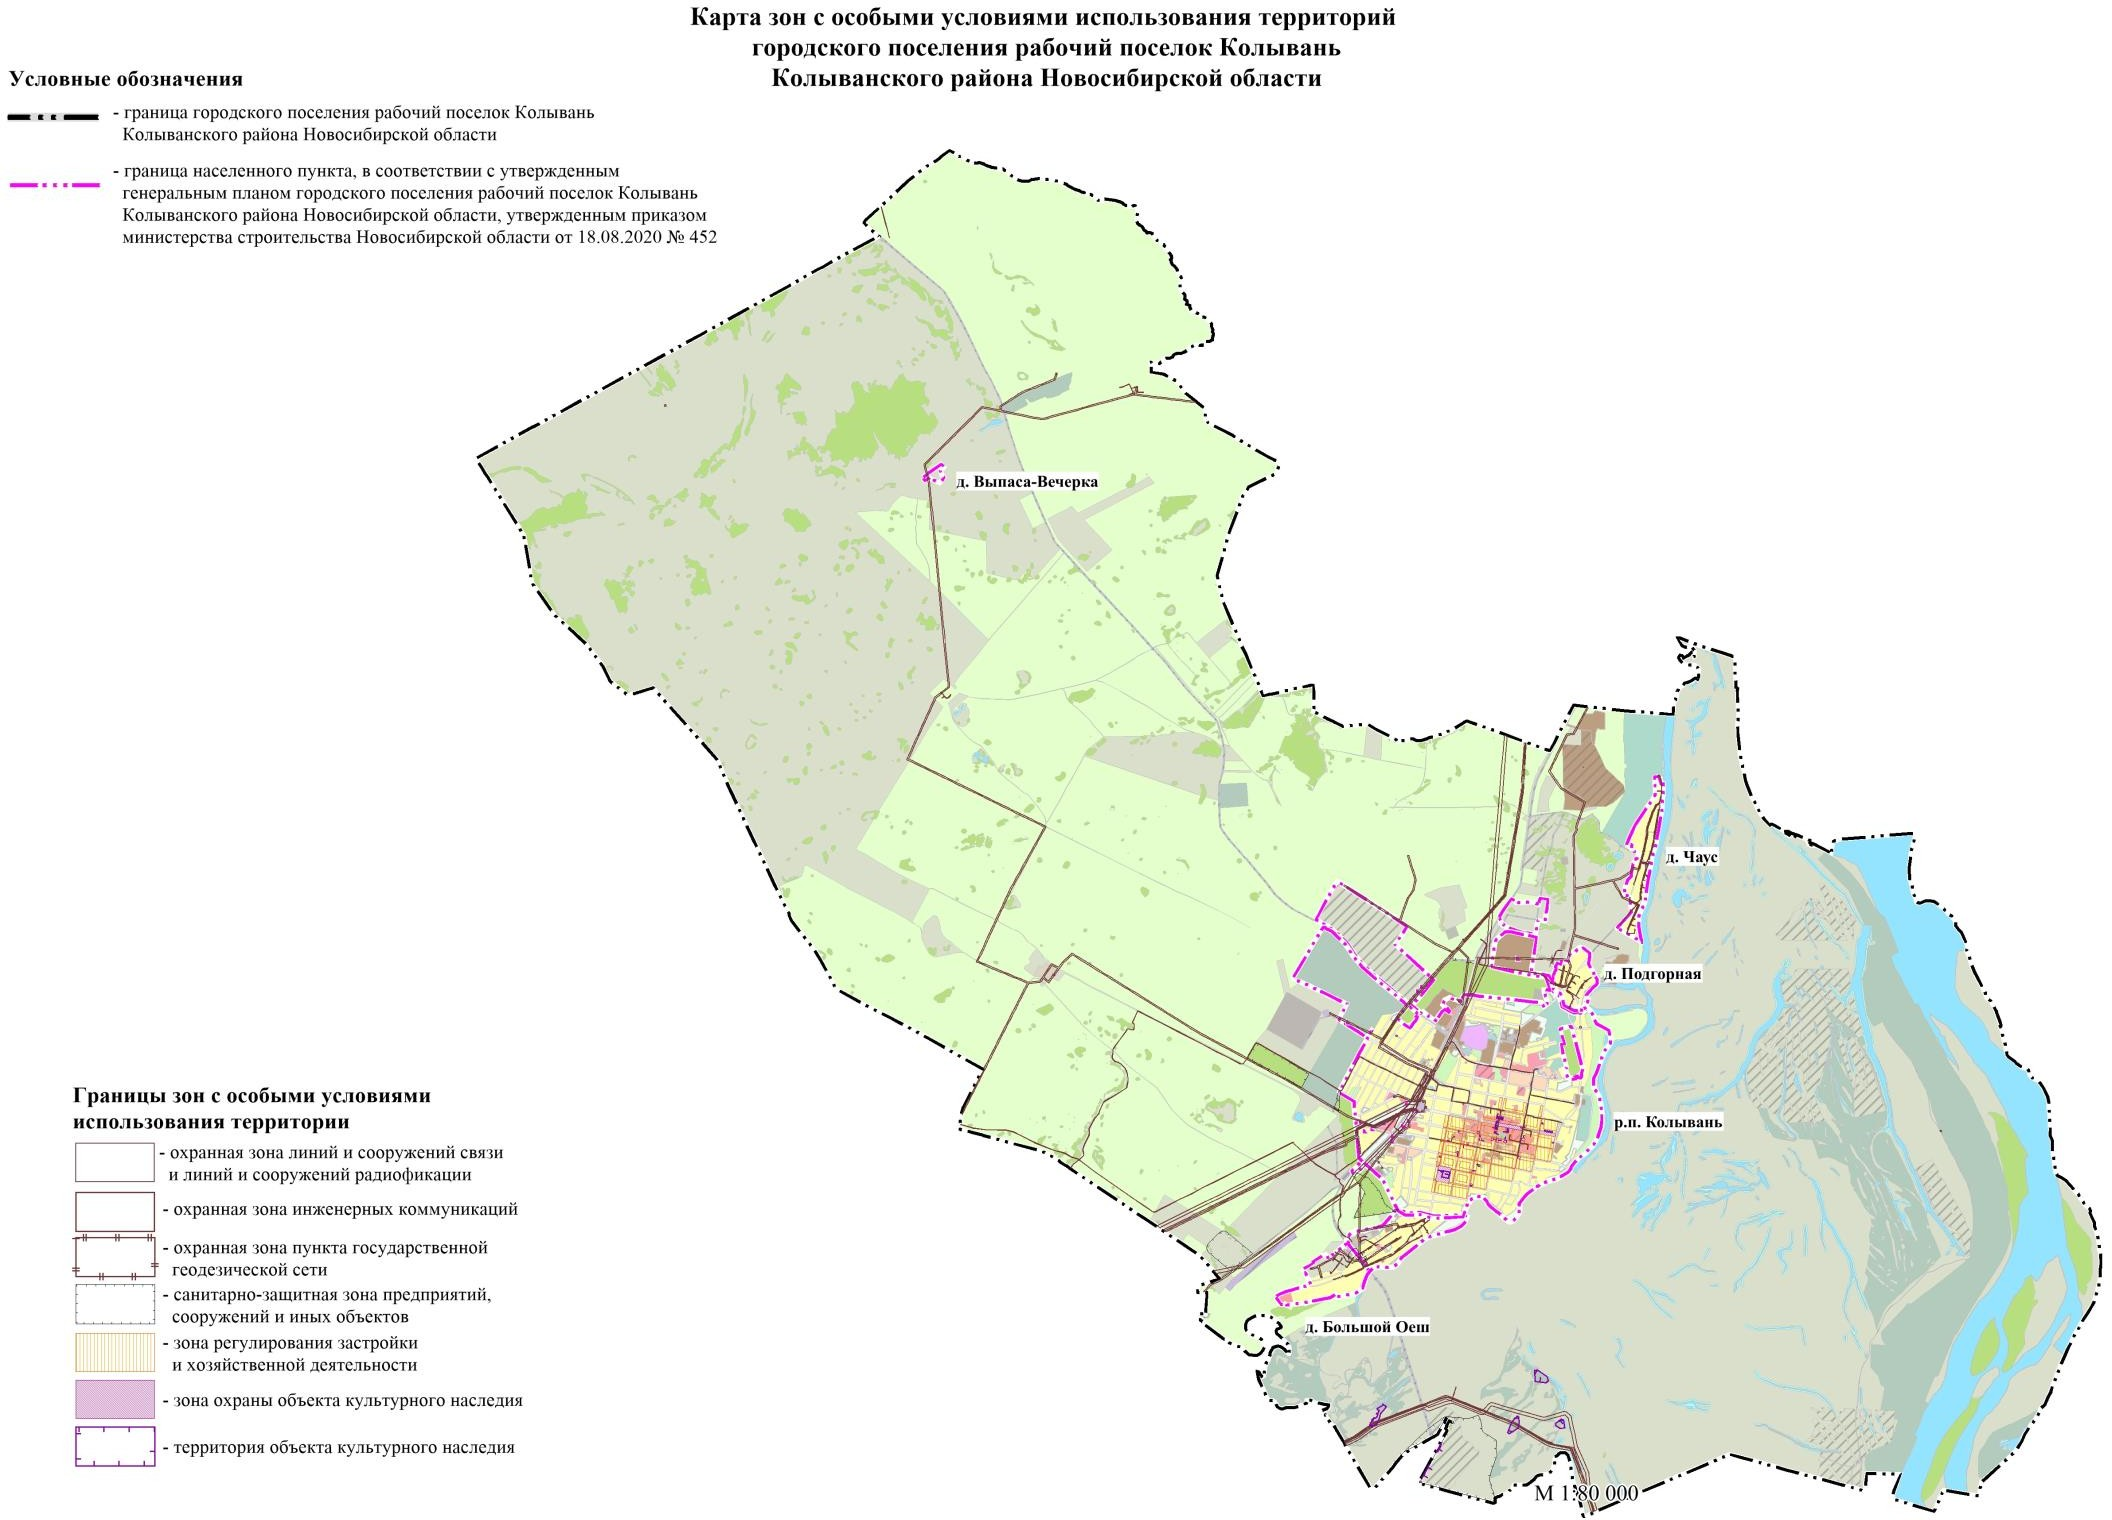 Карта зон с особыми условиями использования территорий
городского поселения рабочий поселок Колывань
Колыванского района Новосибирской области
Условные обозначения
- граница городского поселения рабочий поселок Колывань
Колыванского района Новосибирской области
- граница населенного пункта, в соответствии с утвержденным
генеральным планом городского поселения рабочий поселок Колывань
Колыванского района Новосибирской области, утвержденным приказом
министерства строительства Новосибирской области от 18.08.2020 № 452
д. Выпаса-Вечерка
д. Чаус
д. Подгорная
р.п. Колывань
д. Большой Оеш
М 1:80 000
Границы зон с особыми условиями
использования территории
- охранная зона линий и сооружений связи
и линий и сооружений радиофикации
- охранная зона инженерных коммуникаций
- охранная зона пункта государственной
геодезической сети
- санитарно-защитная зона предприятий,
сооружений и иных объектов
- зона регулирования застройки
и хозяйственной деятельности
- зона охраны объекта культурного наследия
- территория объекта культурного наследия